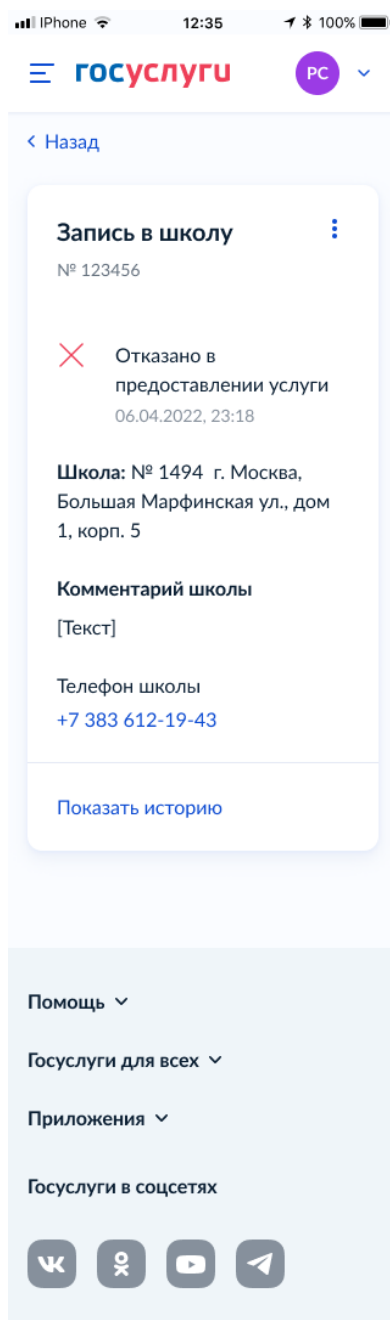 IPhone 12:35 100%
госуслуги РС
Назад
Запись в школу
№ 123456
Отказано в
предоставлении услуги
06.04.2022, 23:18
Школа: № 1494 г. Москва,
Большая Марфинская ул., дом
1, корп. 5
Комментарий школы
[Текст]
Телефон школы
+7 383 612-19-43
Показать историю
Помощь
Госуслуги для всех
Приложения
Госуслуги в соцсетях